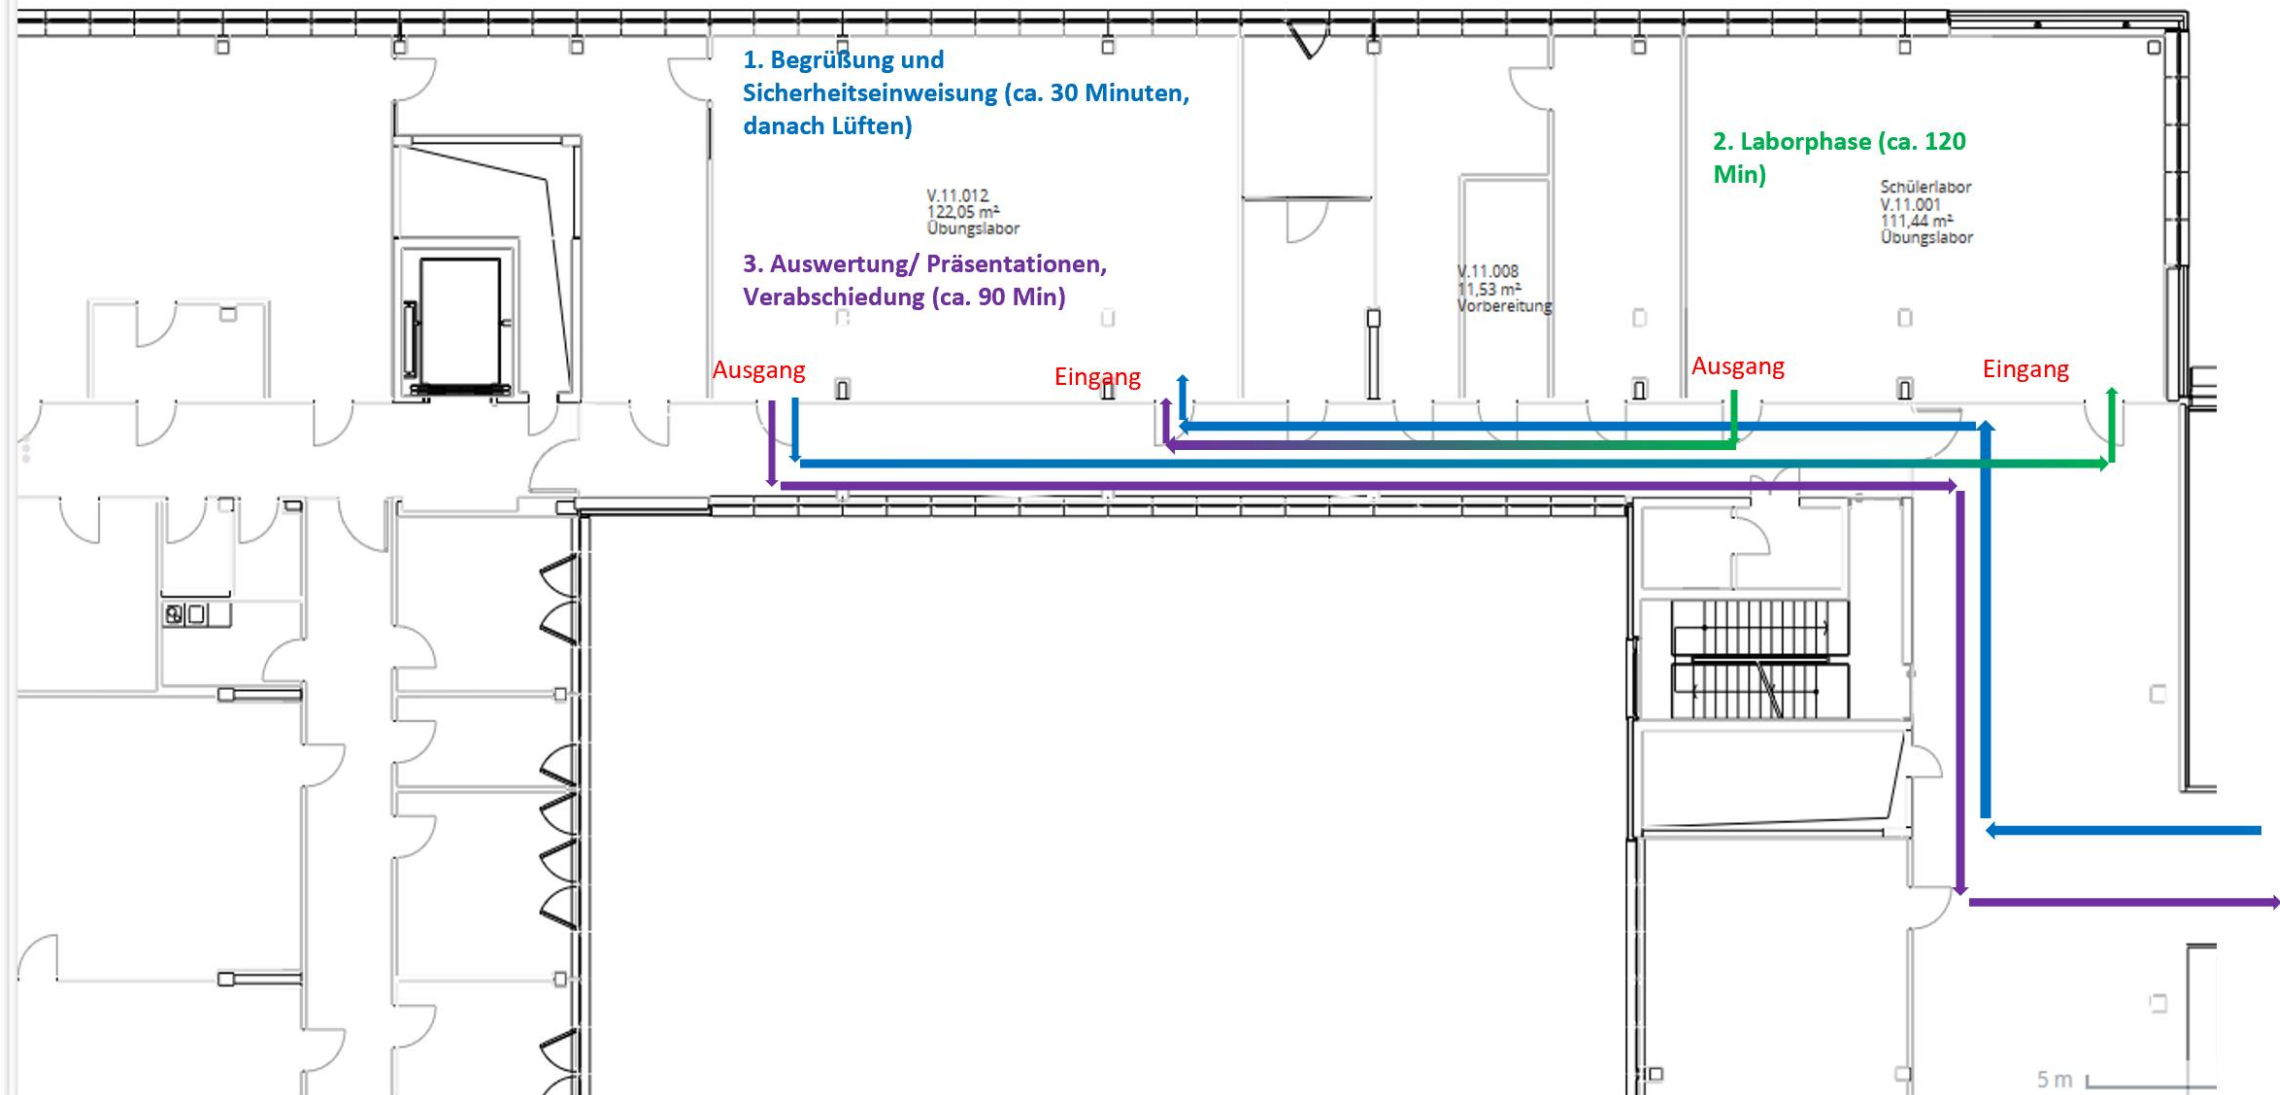 1. Begrüßung und
Sicherheitseinweisung (ca. 30 Minuten,
danach Lüften)
V.11.012
122,05 m²
Übungslabor
3. Auswertung/ Präsentationen,
Verabschiedung (ca. 90 Min)
Ausgang
Eingang
V.11.008
11,53 m²
Vorbereitung
2. Laborphase (ca. 120
Min)
Schülerlabor
V.11.001
111,44 m²
Übungslabor
Ausgang
Eingang
5 m